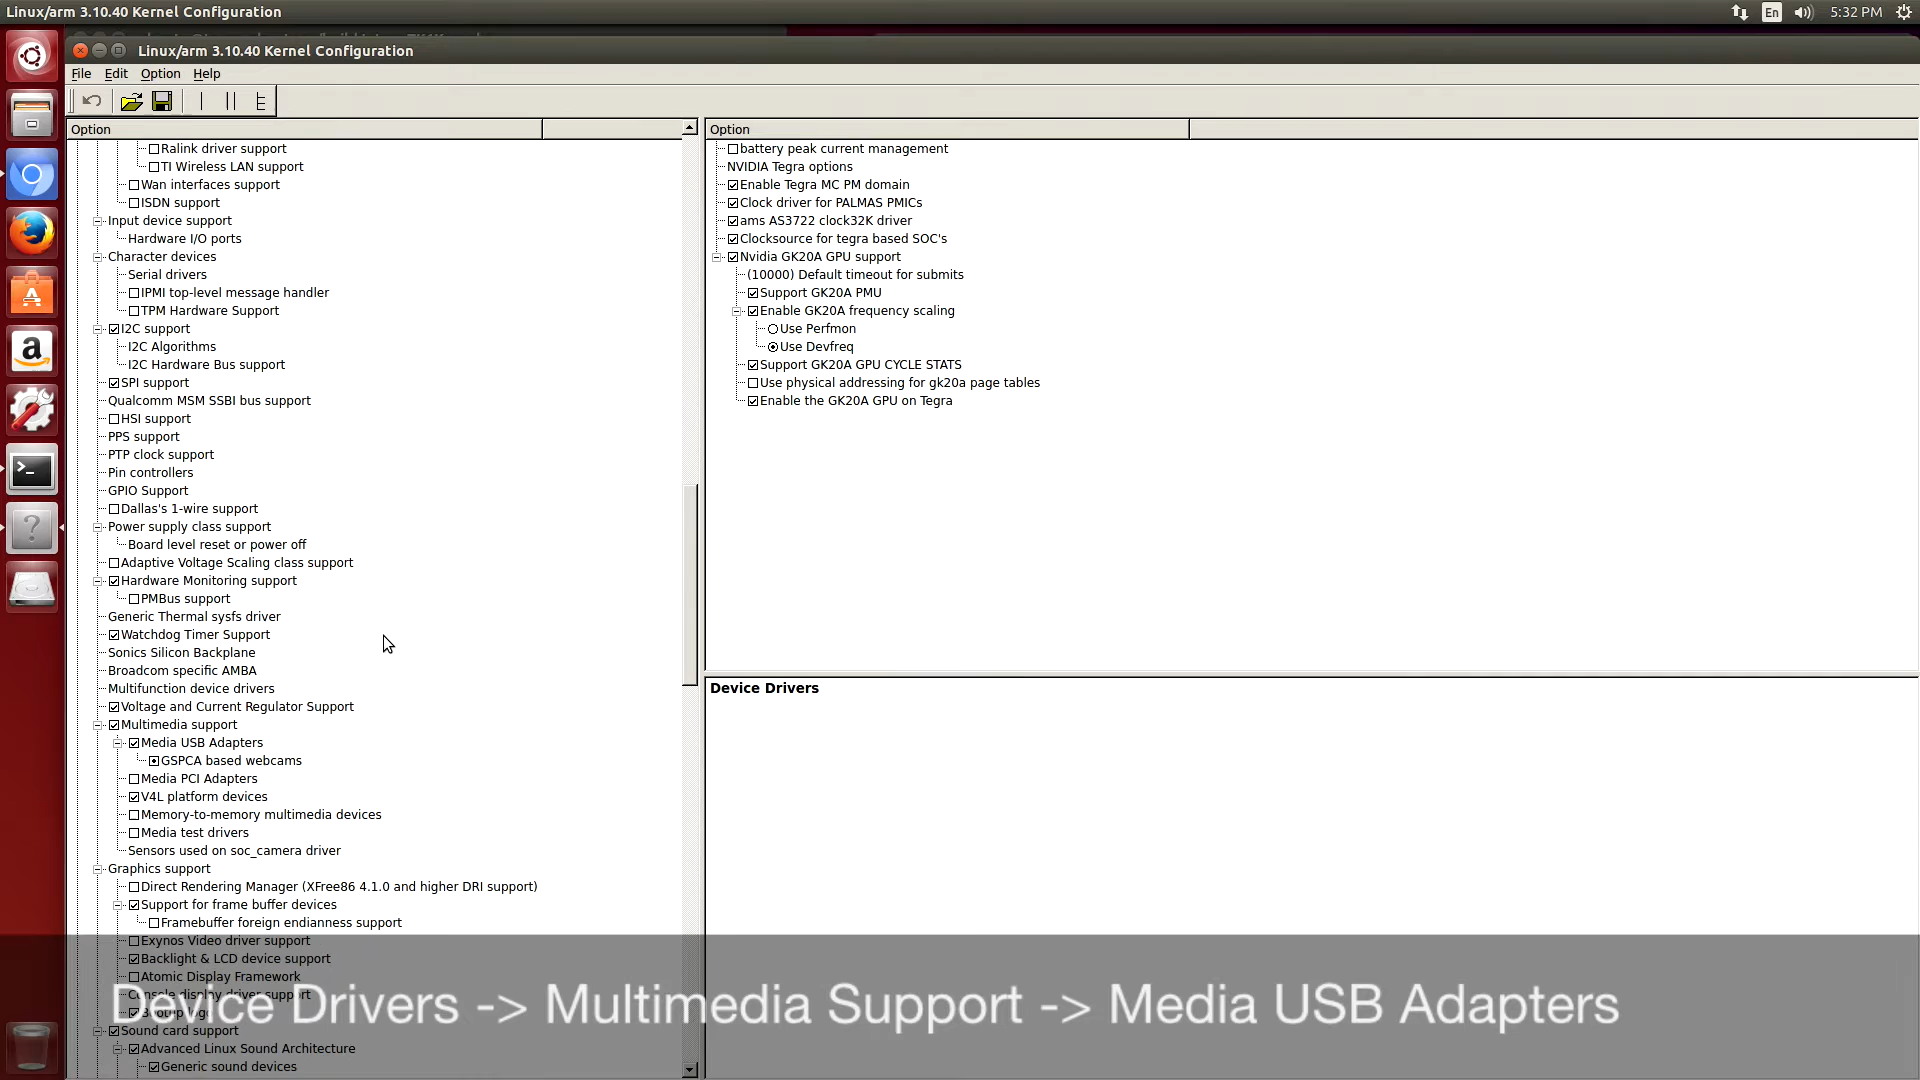 Linux/arm 3.10.40 Kernel Configuration
En
5:32 PM
Linux/arm 3.10.40 Kernel Configuration
File Edit Option Help
Option
Ralink driver support
TI Wireless LAN support
Wan interfaces support
ISDN support
Input device support
Hardware I/O ports
Character devices
Serial drivers
IPMI top-level message handler
TPM Hardware Support
I2C support
I2C Algorithms
I2C Hardware Bus support
SPI support
Qualcomm MSM SSBI bus support
HSI support
PPS support
PTP clock support
Pin controllers
GPIO Support
Dallas's 1-wire support
Power supply class support
Board level reset or power off
Adaptive Voltage Scaling class support
Hardware Monitoring support
PMBus support
Generic Thermal sysfs driver
Watchdog Timer Support
Sonics Silicon Backplane
Broadcom specific AMBA
Multifunction device drivers
Voltage and Current Regulator Support
Multimedia support
Media USB Adapters
GSPCA based webcams
Media PCI Adapters
V4L platform devices
Memory-to-memory multimedia devices
Media test drivers
Sensors used on soc_camera driver
Graphics support
Direct Rendering Manager (XFree86 4.1.0 and higher DRI support)
Support for frame buffer devices
Framebuffer foreign endianness support
Exynos Video driver support
Backlight & LCD device support
Atomic Display Framework
Console display driver support
Bootup logo
Sound card support
Advanced Linux Sound Architecture
Generic sound devices
Option
battery peak current management
NVIDIA Tegra options
Enable Tegra MC PM domain
Clock driver for PALMAS PMICs
ams AS3722 clock32K driver
Clocksource for tegra based SOC's
Nvidia GK20A GPU support
(10000) Default timeout for submits
Support GK20A PMU
Enable GK20A frequency scaling
Use Perfmon
Use Devfreq
Support GK20A GPU CYCLE STATS
Use physical addressing for gk20a page tables
Enable the GK20A GPU on Tegra
Device Drivers
Device Drivers -> Multimedia Support -> Media USB Adapters